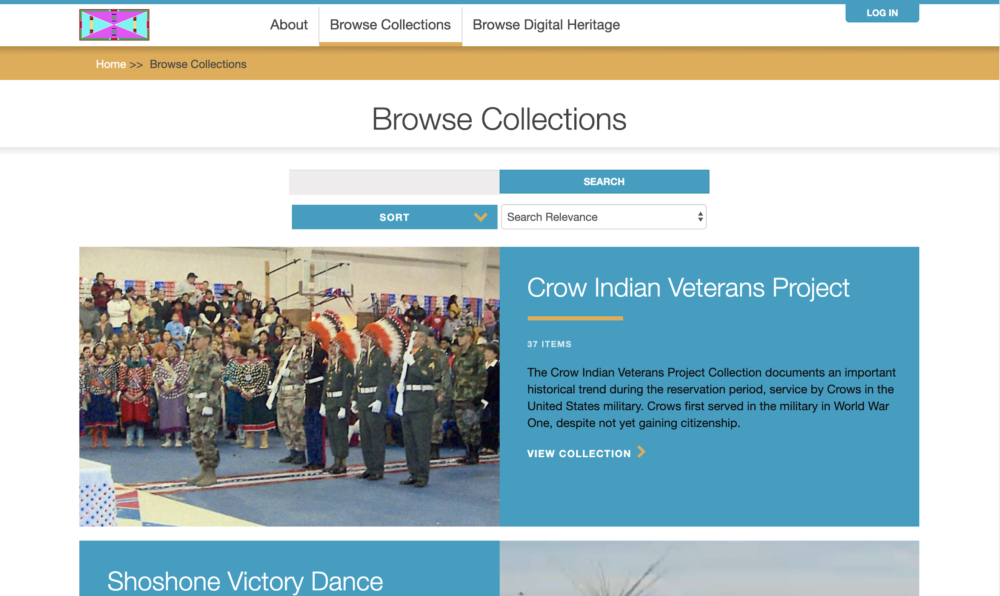 LOG IN
About
Browse Collections
Browse Digital Heritage
Home >> Browse Collections
Browse Collections
SEARCH
SORT
Search Relevance
Crow Indian Veterans Project
37 ITEMS
The Crow Indian Veterans Project Collection documents an important
historical trend during the reservation period, service by Crows in the
United States military. Crows first served in the military in World War
One, despite not yet gaining citizenship.
VIEW COLLECTION
Shoshone Victory Dance